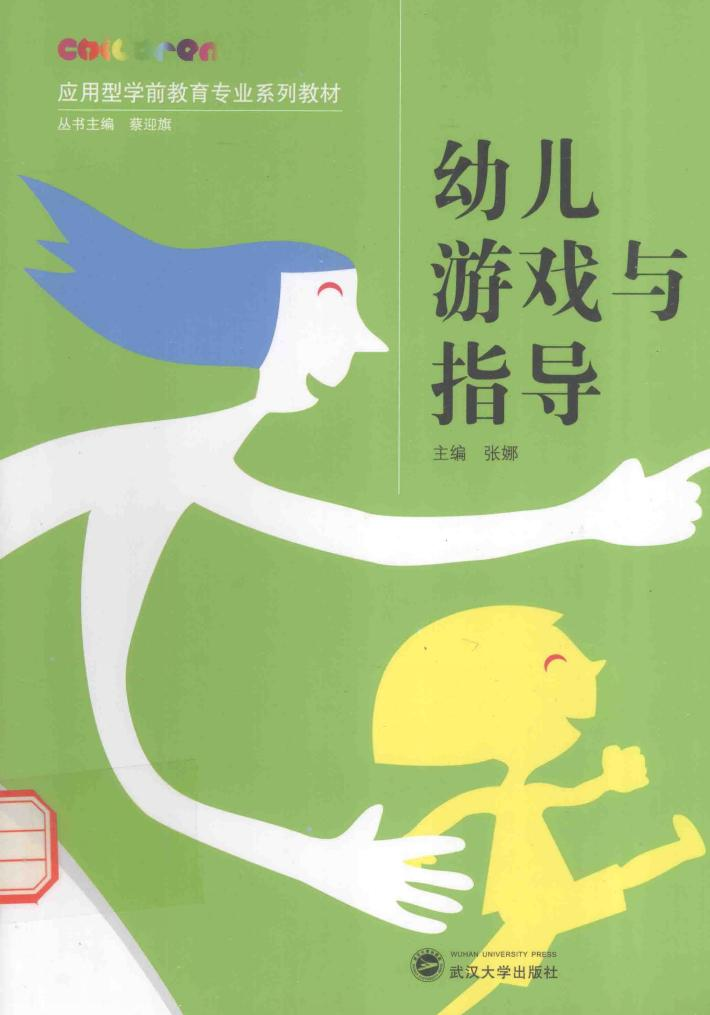 CHILDREN
应用型学前教育专业系列教材
丛书主编 蔡迎旗
幼儿
游戏与
指导
主编 张娜
WUHAN UNIVERSITY PRESS
武汉大学出版社